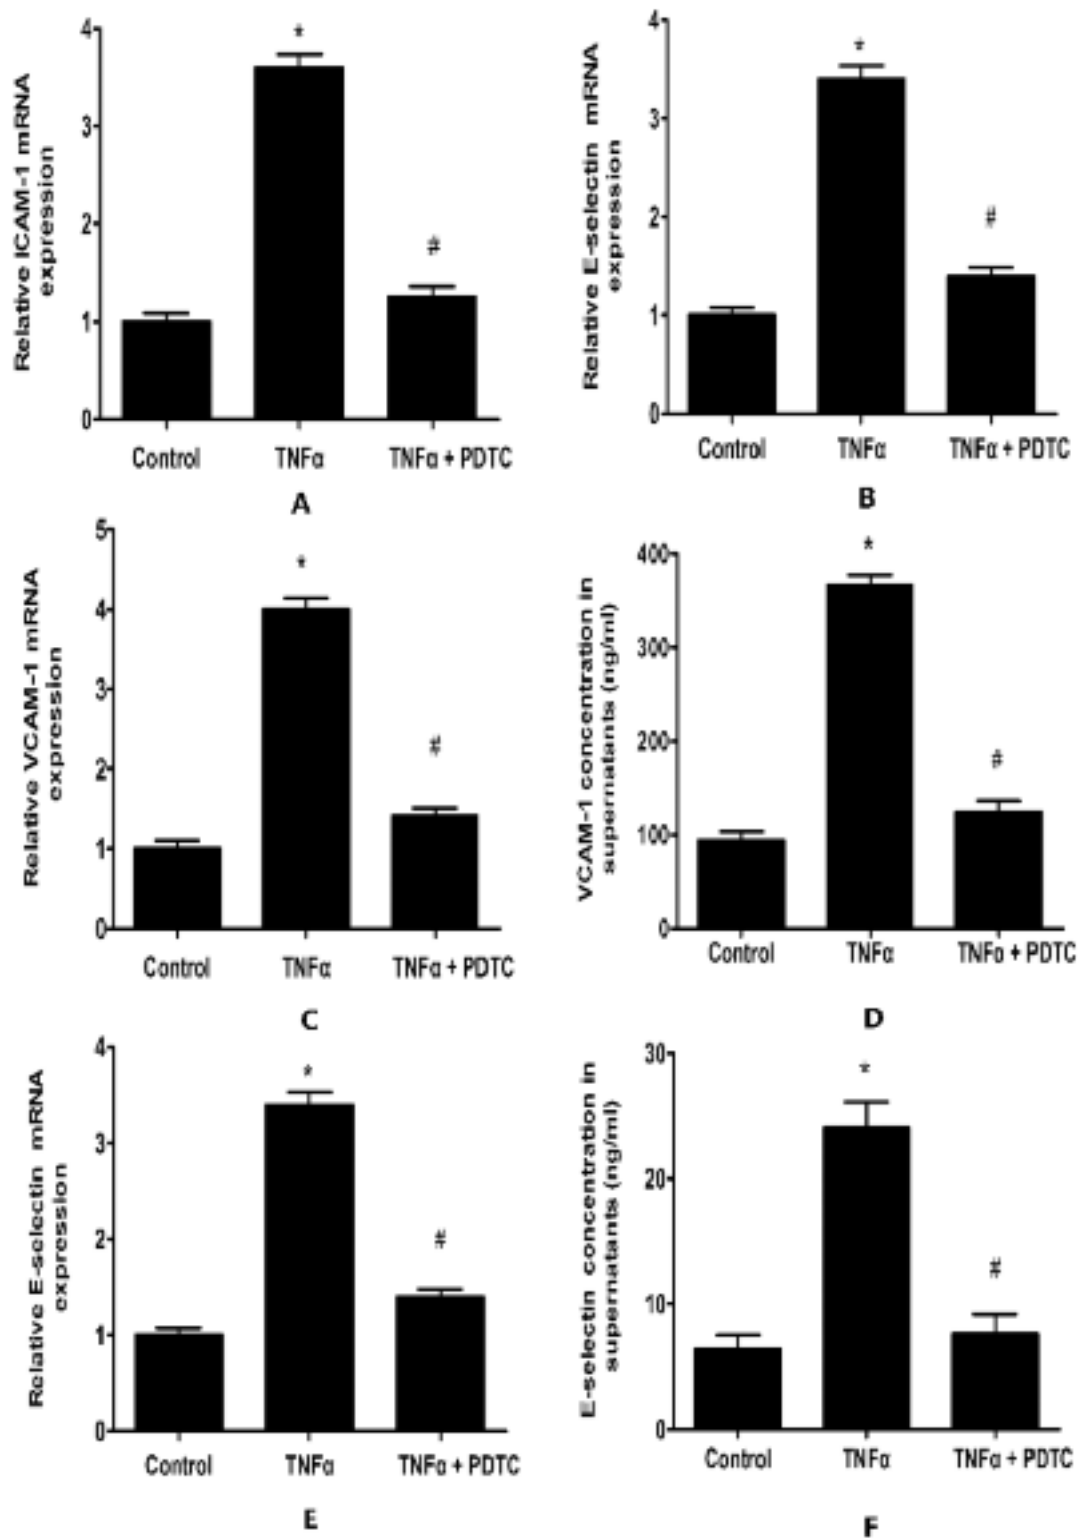 Relative ICAM-1 mRNA
expression
4
3
2
1
0
*
#
Control TNFα TNFα + PDTC
A
Relative E-selectin mRNA
expression
4
3
2
1
0
*
#
Control TNFα TNFα + PDTC
B
Relative VCAM-1 mRNA
expression
5
4
3
2
1
0
*
#
Control TNFα TNFα + PDTC
C
VCAM-1 concentration in
supernatants (ng/ml)
400
300
200
100
0
*
#
Control TNFα TNFα + PDTC
D
Relative E-selectin mRNA
expression
4
3
2
1
0
*
#
Control TNFα TNFα + PDTC
E
E-selectin concentration in
supernatants (ng/ml)
30
20
10
0
*
#
Control TNFα TNFα + PDTC
F